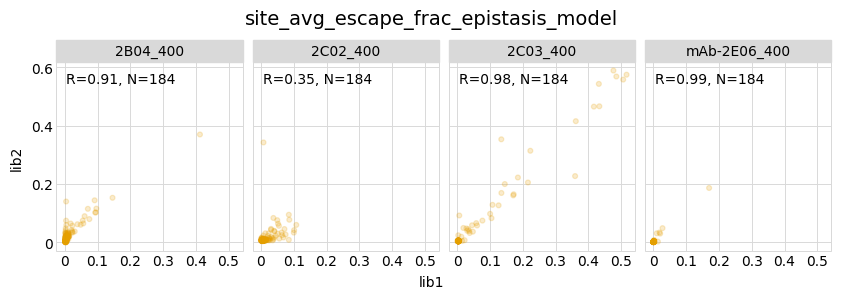 site_avg_escape_frac_epistasis_model
2B04_400 2C02_400 2C03_400 mAb-2E06_400
R=0.91, N=184 R=0.35, N=184 R=0.98, N=184 R=0.99, N=184
0.6
0.4
0.2
0
lib2
0 0.1 0.2 0.3 0.4 0.5 0 0.1 0.2 0.3 0.4 0.5 0 0.1 0.2 0.3 0.4 0.5 0 0.1 0.2 0.3 0.4 0.5
lib1